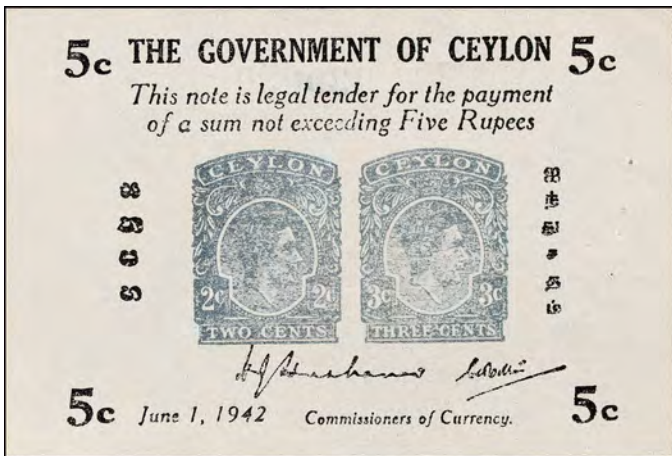 5c THE GOVERNMENT OF CEYLON 5c
This note is legal tender for the payment
of a sum not exceeding Five Rupees
CEYLON
2c 2c
TWO CENTS
CEYLON
3c 3c
THREE CENTS
ஐந்து சதம்
5c June 1, 1942 Commissioners of Currency. 5c